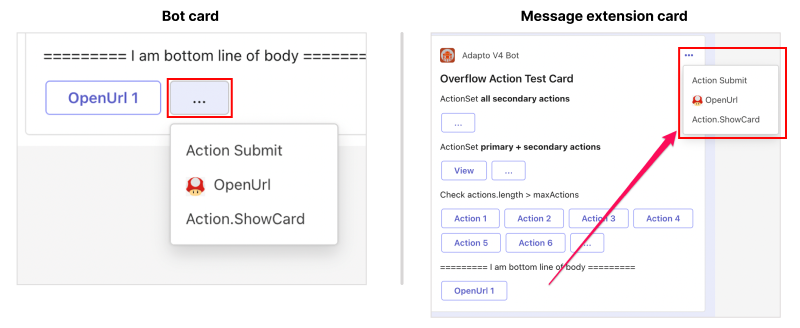 Bot card
========= I am bottom line of body =======
OpenUrl 1
...
Action Submit
OpenUrl
Action.ShowCard
Message extension card
Adapto V4 Bot
...
Action Submit
OpenUrl
Action.ShowCard
Overflow Action Test Card
ActionSet all secondary actions
...
ActionSet primary + secondary actions
View ...
Check actions.length > maxActions
Action 1 Action 2 Action 3 Action 4
Action 5 Action 6 ...
========= I am bottom line of body =========
OpenUrl 1